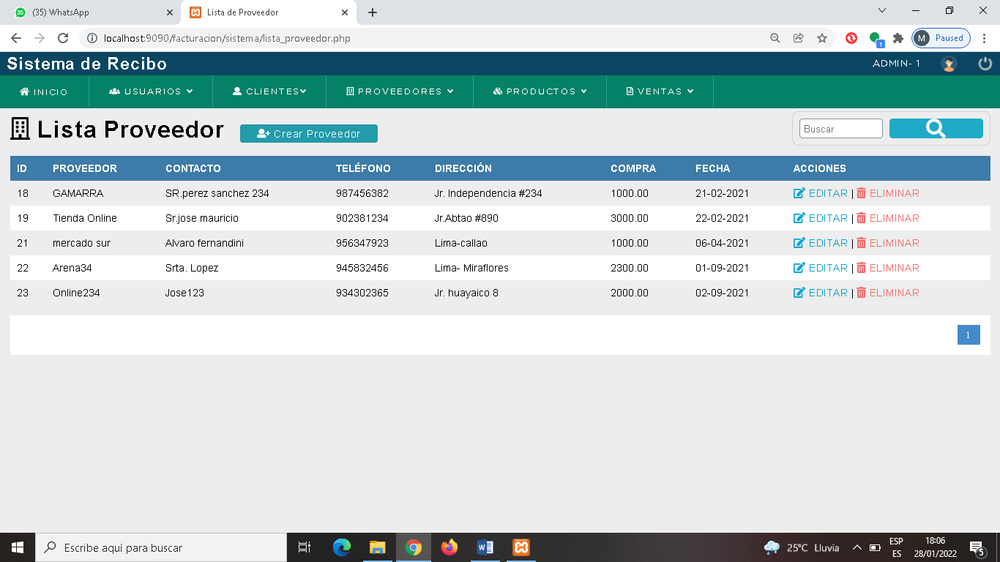 (35) WhatsApp
Lista de Proveedor
localhost:9090/facturacion/sistema/lista_proveedor.php
M Paused
1
Sistema de Recibo
ADMIN- 1
INICIO USUARIOS CLIENTES PROVEEDORES PRODUCTOS VENTAS
Lista Proveedor
Crear Proveedor
Buscar
ID PROVEEDOR CONTACTO TELÉFONO DIRECCIÓN COMPRA FECHA ACCIONES
18 GAMARRA SR.perez sanchez 234 987456382 Jr. Independencia #234 1000.00 21-02-2021 EDITAR | ELIMINAR
19 Tienda Online Sr.jose mauricio 902381234 Jr.Abtao #890 3000.00 22-02-2021 EDITAR | ELIMINAR
21 mercado sur Alvaro fernandini 956347923 Lima-callao 1000.00 06-04-2021 EDITAR | ELIMINAR
22 Arena34 Srta. Lopez 945832456 Lima- Miraflores 2300.00 01-09-2021 EDITAR | ELIMINAR
23 Online234 Jose123 934302365 Jr. huayaico 8 2000.00 02-09-2021 EDITAR | ELIMINAR
1
Escribe aquí para buscar
25°C Lluvia
ESP
ES
18:06
28/01/2022
5